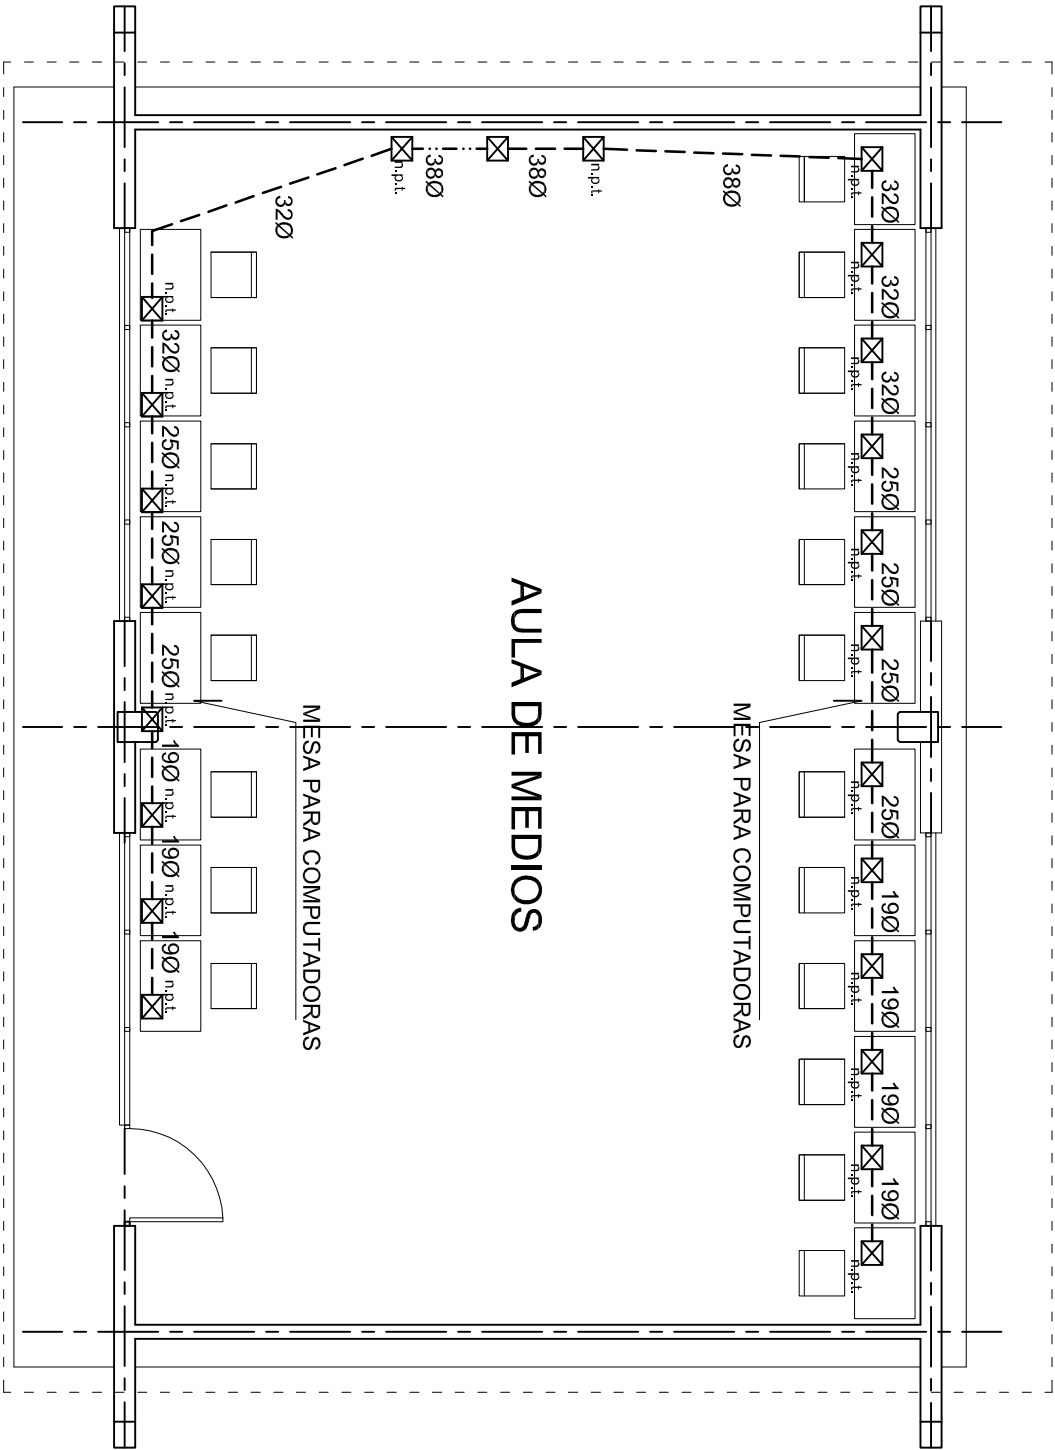 32Ø 32Ø 32Ø 25Ø 25Ø 25Ø 25Ø 19Ø 19Ø 19Ø 19Ø
n.p.t. n.p.t. n.p.t. n.p.t. n.p.t. n.p.t. n.p.t. n.p.t. n.p.t. n.p.t. n.p.t. n.p.t.
MESA PARA COMPUTADORAS
38Ø
n.p.t.
38Ø
AULA DE MEDIOS
38Ø
n.p.t.
MESA PARA COMPUTADORAS
32Ø
n.p.t. 32Ø n.p.t. 25Ø n.p.t. 25Ø n.p.t. 25Ø n.p.t. 19Ø n.p.t. 19Ø n.p.t. 19Ø n.p.t.